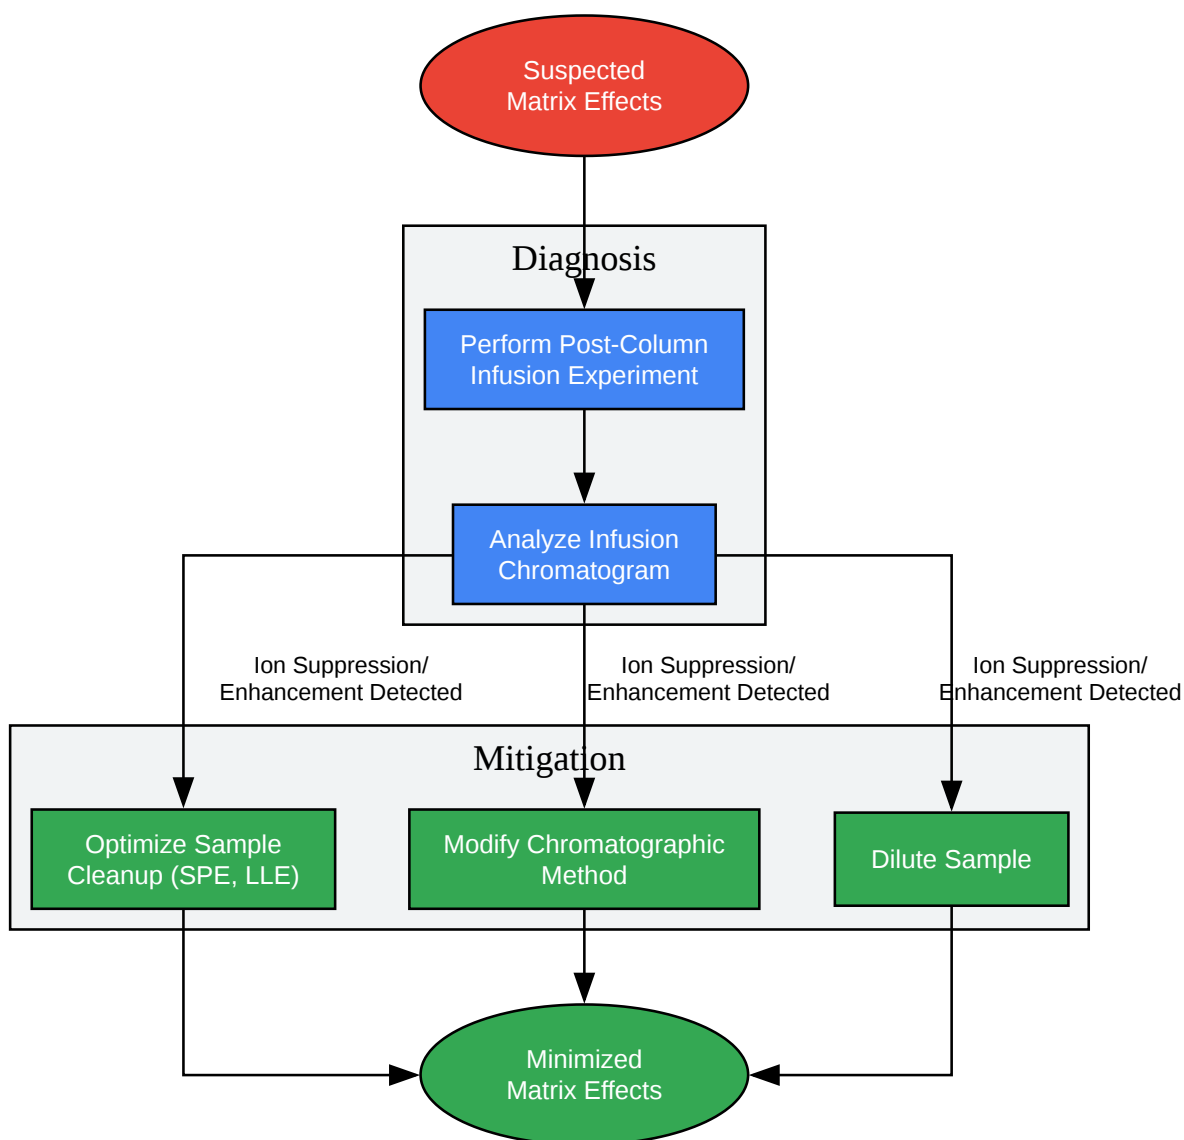 Suspected
Matrix Effects
Diagnosis
Perform Post-Column
Infusion Experiment
Analyze Infusion
Chromatogram
Ion Suppression/
Enhancement Detected
Ion Suppression/
Enhancement Detected
Ion Suppression/
Enhancement Detected
Mitigation
Optimize Sample
Cleanup (SPE, LLE)
Modify Chromatographic
Method
Dilute Sample
Minimized
Matrix Effects